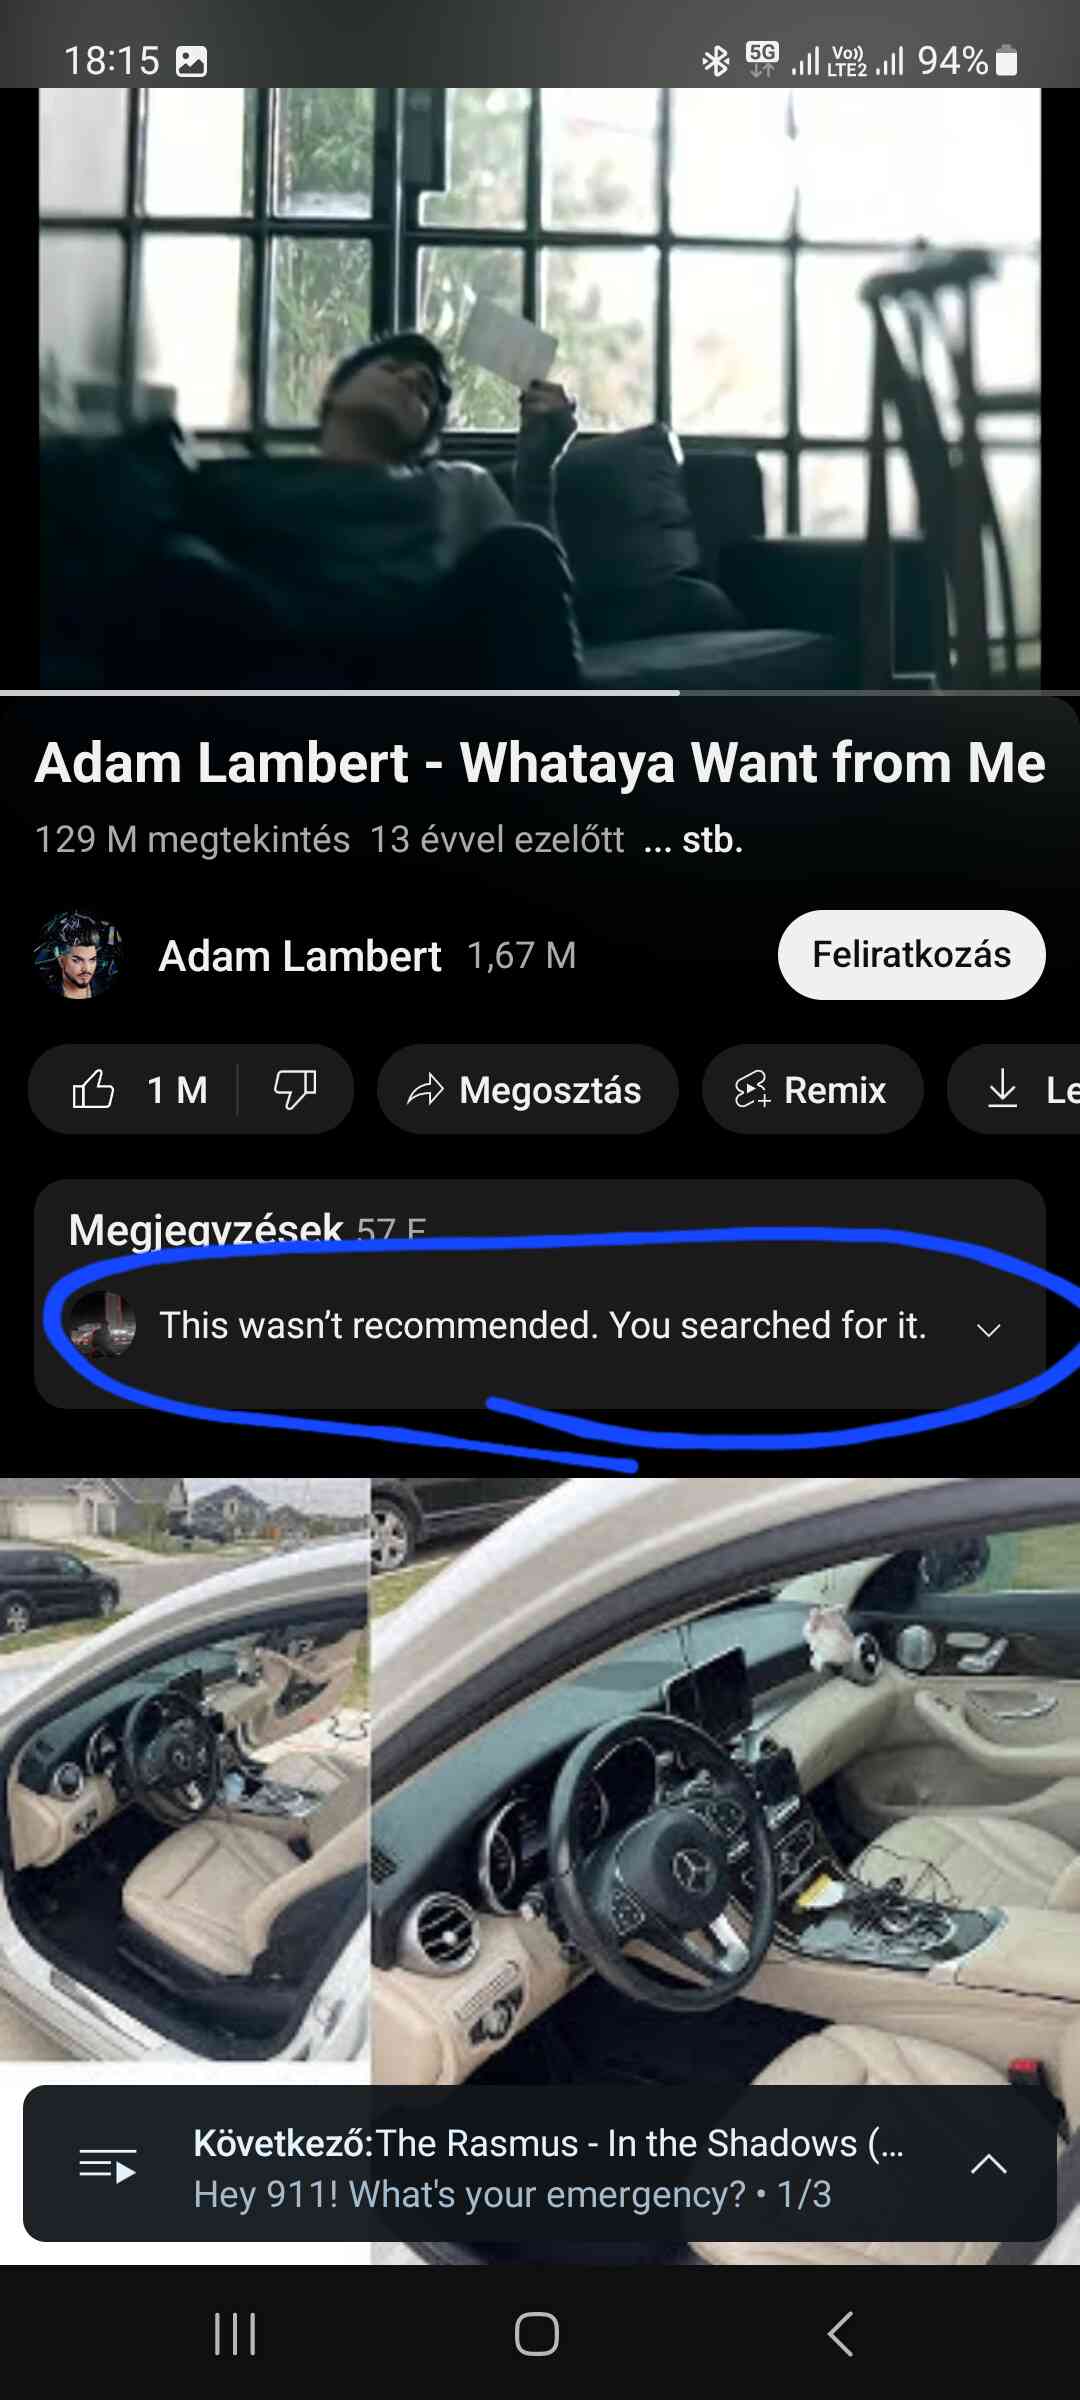 18:15 5G Vo)) LTE2 94%
Adam Lambert - Whataya Want from Me
129 M megtekintés 13 évvel ezelőtt ... stb.
Adam Lambert 1,67 M Feliratkozás
1 M Megosztás Remix Le
Megjegyzések 57 E
This wasn't recommended. You searched for it.
Következő:The Rasmus - In the Shadows (...
Hey 911! What's your emergency? • 1/3